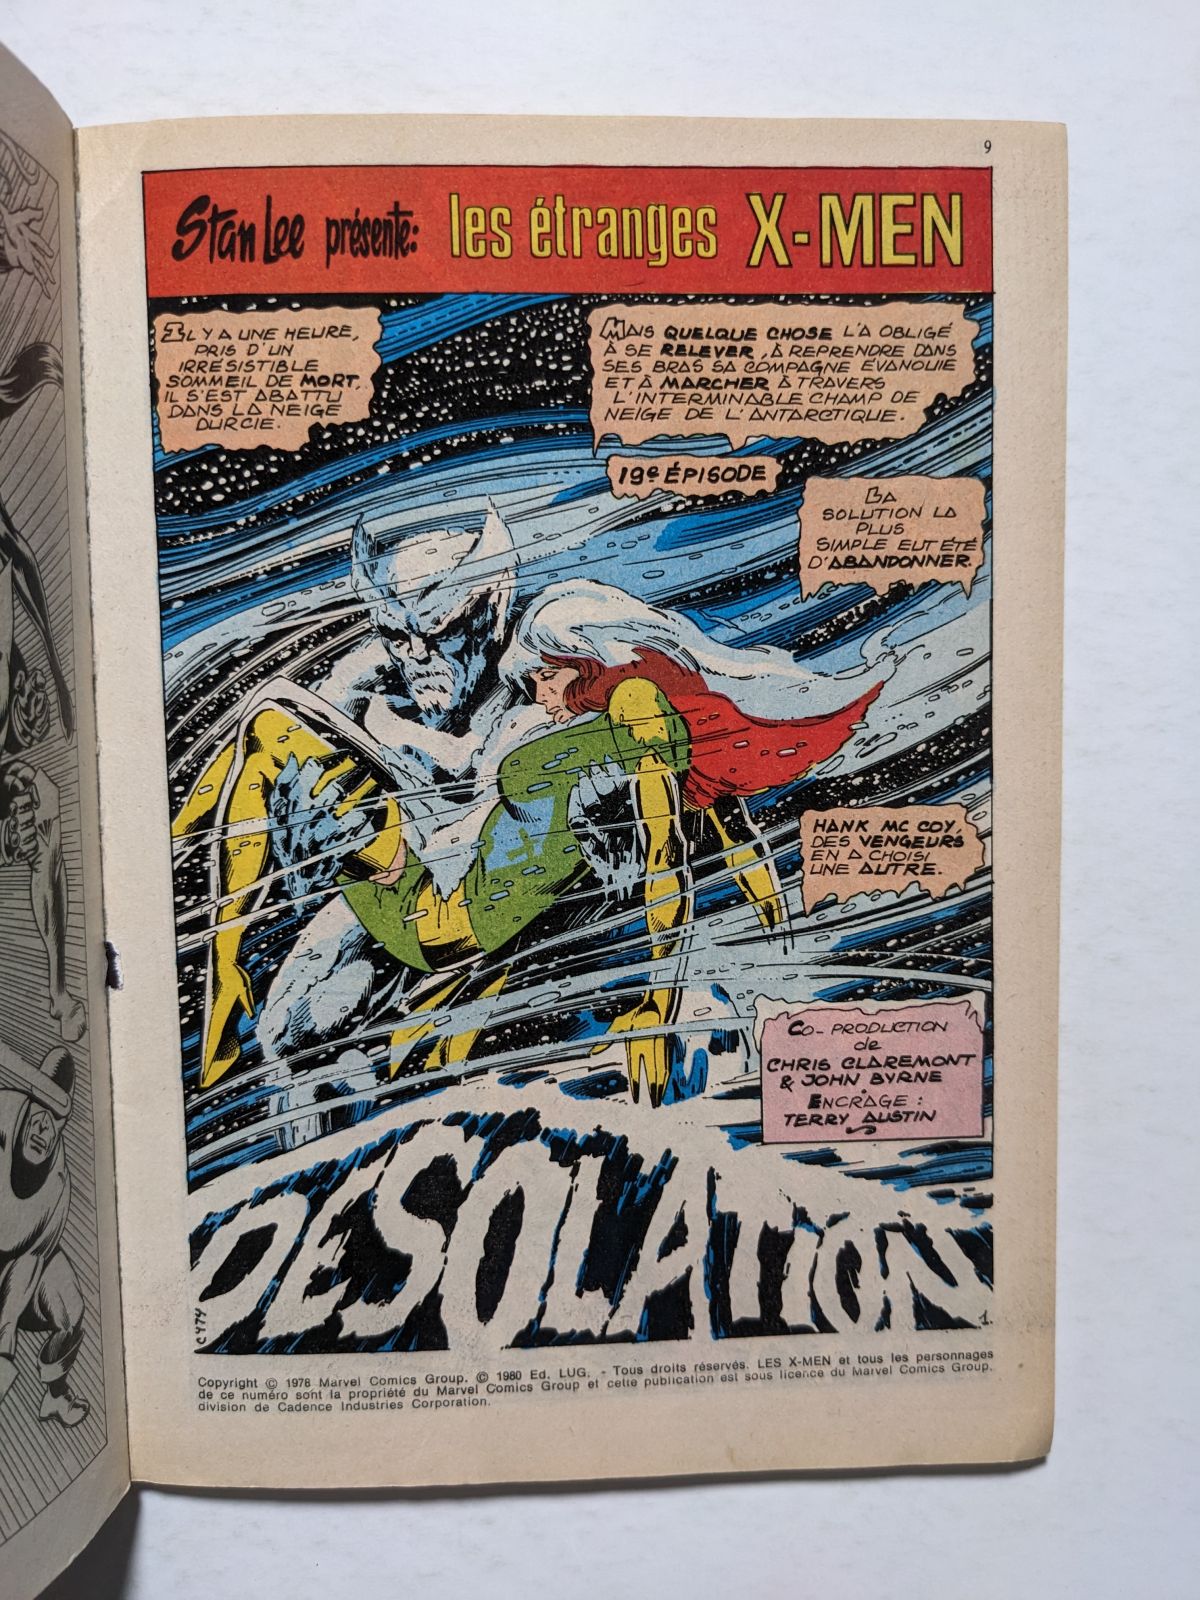 9
Stan Lee présente: les étranges X-MEN
IL Y A UNE HEURE,
PRIS D'UN
IRRÉSISTIBLE
SOMMEIL DE MORT,
IL S'EST ABATTU
DANS LA NEIGE
DURCIE.
MAIS QUELQUE CHOSE L'A OBLIGÉ
À SE RELEVER, À REPRENDRE DANS
SES BRAS SA COMPAGNE ÉVANOUIE
ET À MARCHER À TRAVERS
L'INTERMINABLE CHAMP DE
NEIGE DE L'ANTARCTIQUE.
19e ÉPISODE
LA
SOLUTION LA
PLUS
SIMPLE EUT ÉTÉ
D'ABANDONNER.
HANK MC COY,
DES VENGEURS
EN A CHOISI
UNE AUTRE.
CO-PRODUCTION
de
CHRIS CLAREMONT
& JOHN BYRNE
ENCRAGE :
TERRY AUSTIN
DESOLATION
C474
1.
Copyright © 1978 Marvel Comics Group. © 1980 Ed. LUG. - Tous droits réservés. LES X-MEN et tous les personnages
de ce numéro sont la propriété du Marvel Comics Group et cette publication est sous licence du Marvel Comics Group.
division de Cadence Industries Corporation.